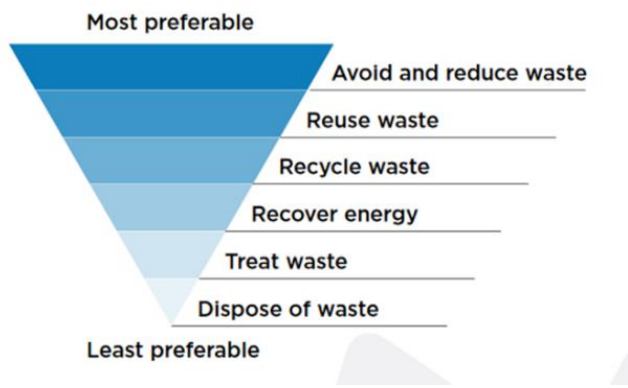 Most preferable
Avoid and reduce waste
Reuse waste
Recycle waste
Recover energy
Treat waste
Dispose of waste
Least preferable